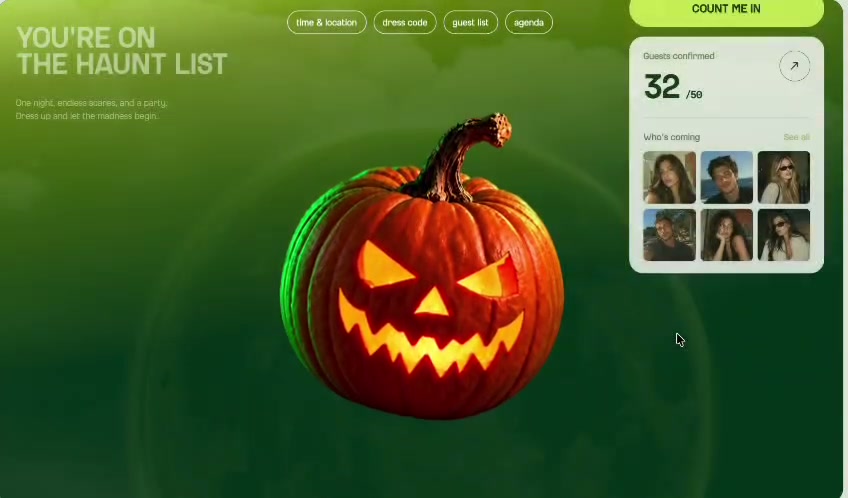 YOU'RE ON
THE HAUNT LIST
One night, endless scares, and a party.
Dress up and let the madness begin.
time & location
dress code
guest list
agenda
COUNT ME IN
Guests confirmed
32 /50
Who's coming
See all